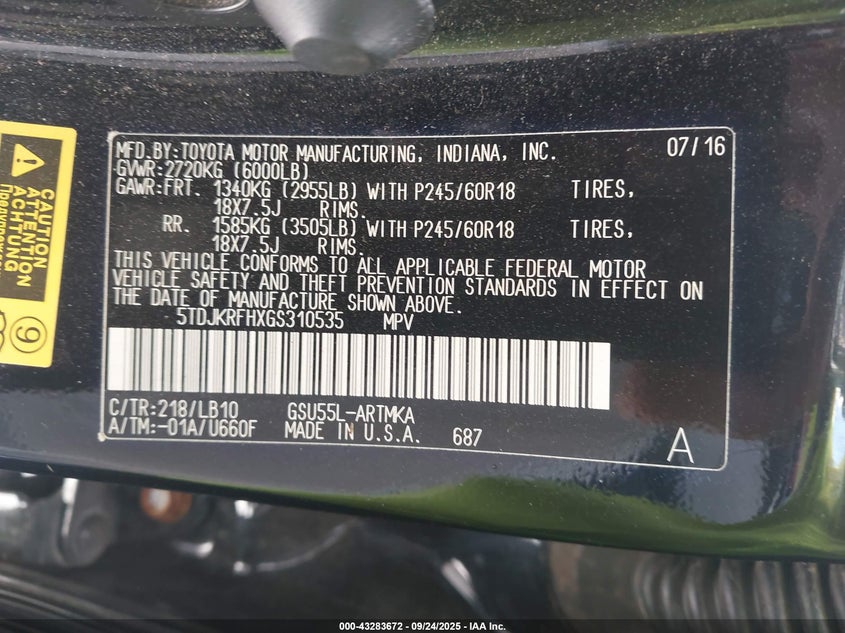 MFD.BY:TOYOTA MOTOR MANUFACTURING, INDIANA, INC. 07/16
GVWR:2720KG (6000LB)
GAWR:FRT. 1340KG (2955LB) WITH P245/60R18 TIRES,
18X7.5J RIMS.
RR. 1585KG (3505LB) WITH P245/60R18 TIRES,
18X7.5J RIMS.
THIS VEHICLE CONFORMS TO ALL APPLICABLE FEDERAL MOTOR
VEHICLE SAFETY AND THEFT PREVENTION STANDARDS IN EFFECT ON
THE DATE OF MANUFACTURE SHOWN ABOVE.
5TDJKRFHXGS310535 MPV
C/TR:218/LB10 GSU55L-ARTMKA
A/TM:-01A/U660F MADE IN U.S.A. 687 A
CAUTION
ATTENTION
ACHTUNG
9
000-43283672 - 09/24/2025 - IAA Inc.